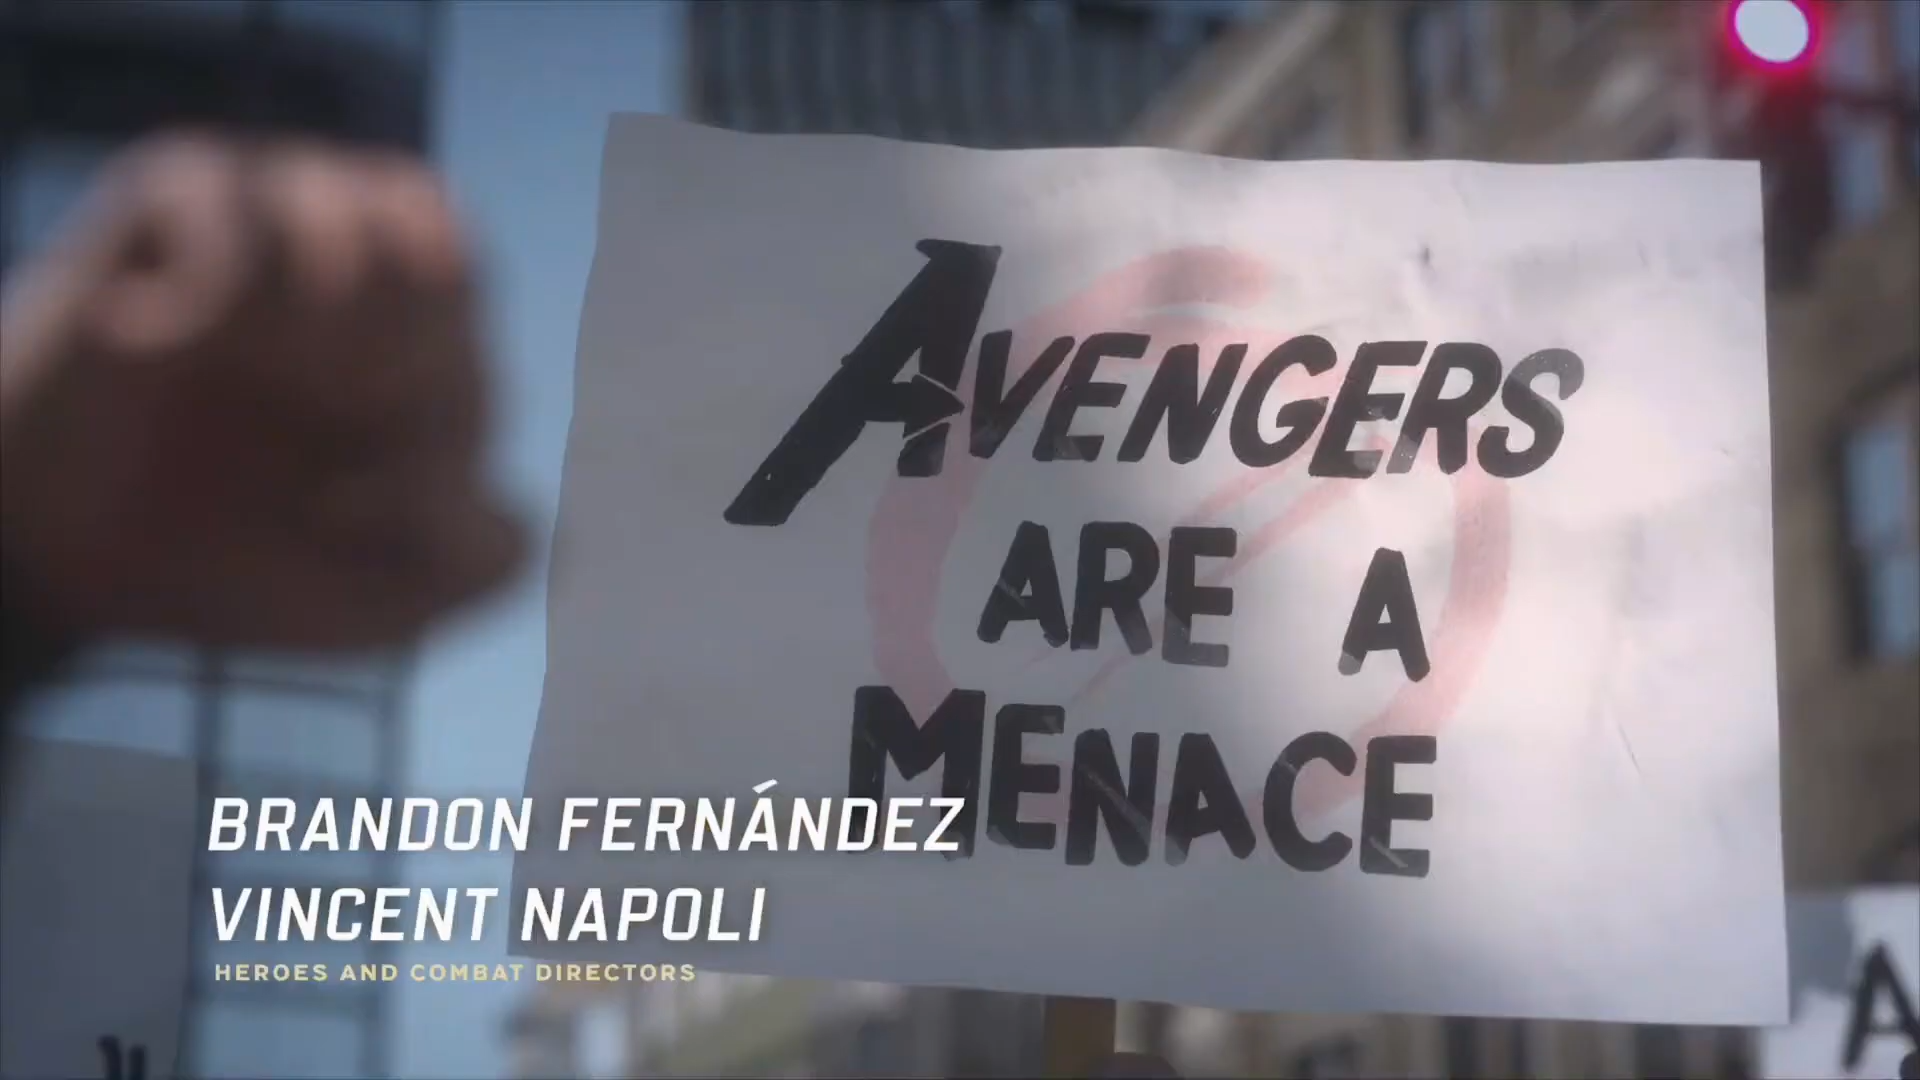 AVENGERS
ARE A
MENACE
BRANDON FERNÁNDEZ
VINCENT NAPOLI
HEROES AND COMBAT DIRECTORS
A